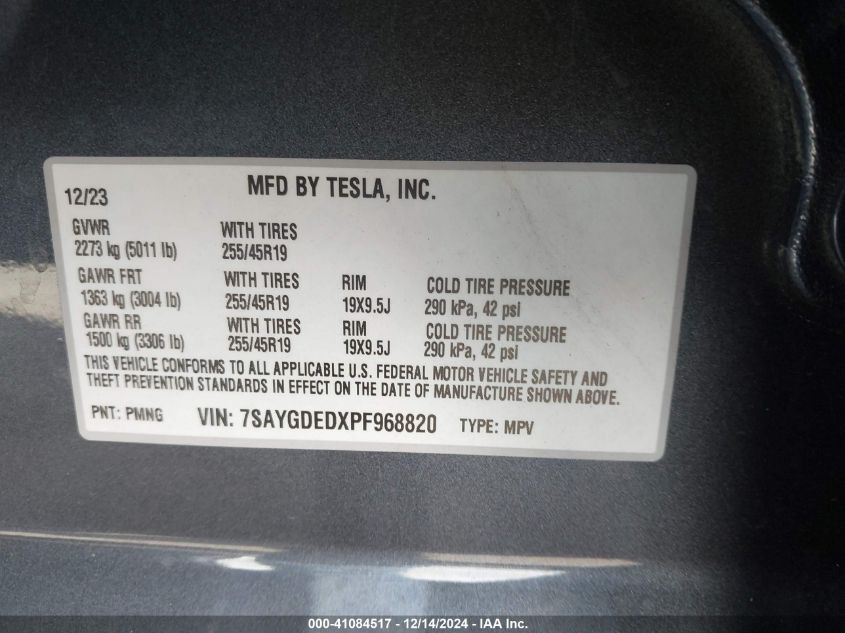 12/23 MFD BY TESLA, INC.
GVWR WITH TIRES
2273 kg (5011 lb) 255/45R19
GAWR FRT WITH TIRES RIM COLD TIRE PRESSURE
1363 kg (3004 lb) 255/45R19 19X9.5J 290 kPa, 42 psi
GAWR RR WITH TIRES RIM COLD TIRE PRESSURE
1500 kg (3306 lb) 255/45R19 19X9.5J 290 kPa, 42 psi
THIS VEHICLE CONFORMS TO ALL APPLICABLE U.S. FEDERAL MOTOR VEHICLE SAFETY AND
THEFT PREVENTION STANDARDS IN EFFECT ON THE DATE OF MANUFACTURE SHOWN ABOVE.
PNT: PMNG VIN: 7SAYGDEDXPF968820 TYPE: MPV
000-41084517 - 12/14/2024 - IAA Inc.